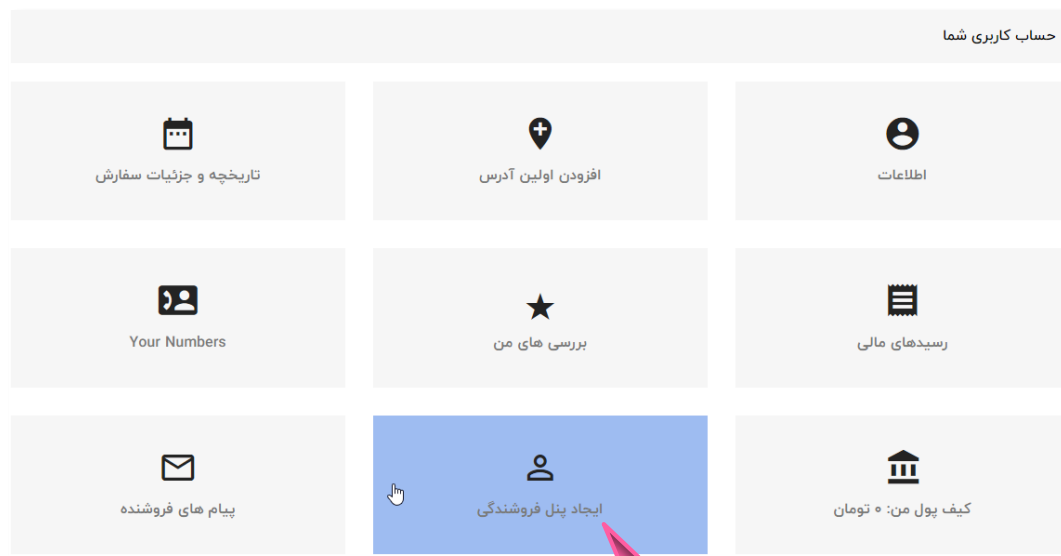 حساب کاربری شما
اطلاعات
افزودن اولین آدرس
تاریخچه و جزئیات سفارش
رسیدهای مالی
بررسی های من
Your Numbers
کیف پول من: ۰ تومان
ایجاد پنل فروشندگی
پیام های فروشنده